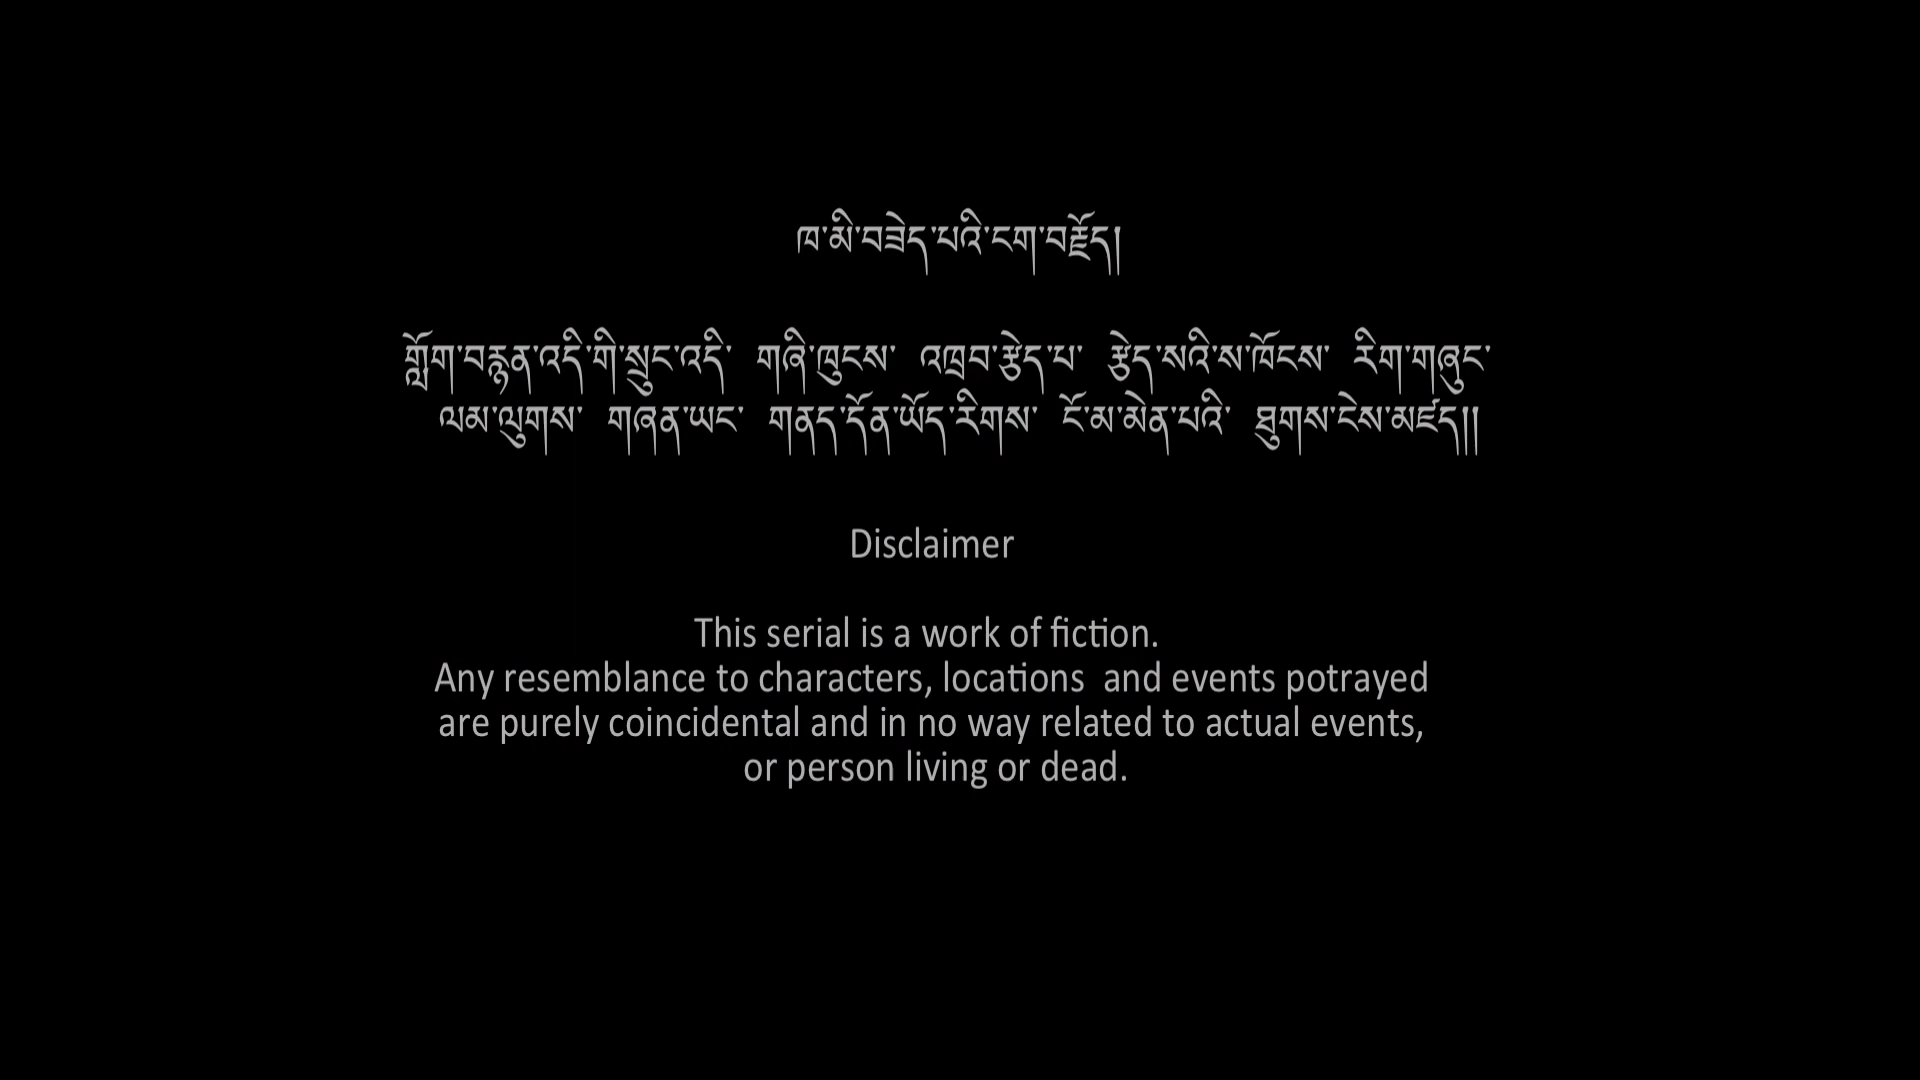 ཁ་མི་བཟེད་པའི་ངག་བརྗོད།
གློག་བརྙན་འདི་གི་སྲུང་འདི་ གཞི་ཁུངས་ འཁྲབ་རྩེད་པ་ རྩེད་སའི་ས་ཁོངས་ རིག་གཞུང་
ལམ་ལུགས་ གཞན་ཡང་ གནད་དོན་ཡོད་རིགས་ ངོ་མ་མེན་པའི་ ཐུགས་ངེས་མཛད།།
Disclaimer
This serial is a work of fiction.
Any resemblance to characters, locations  and events potrayed
are purely coincidental and in no way related to actual events,
or person living or dead.